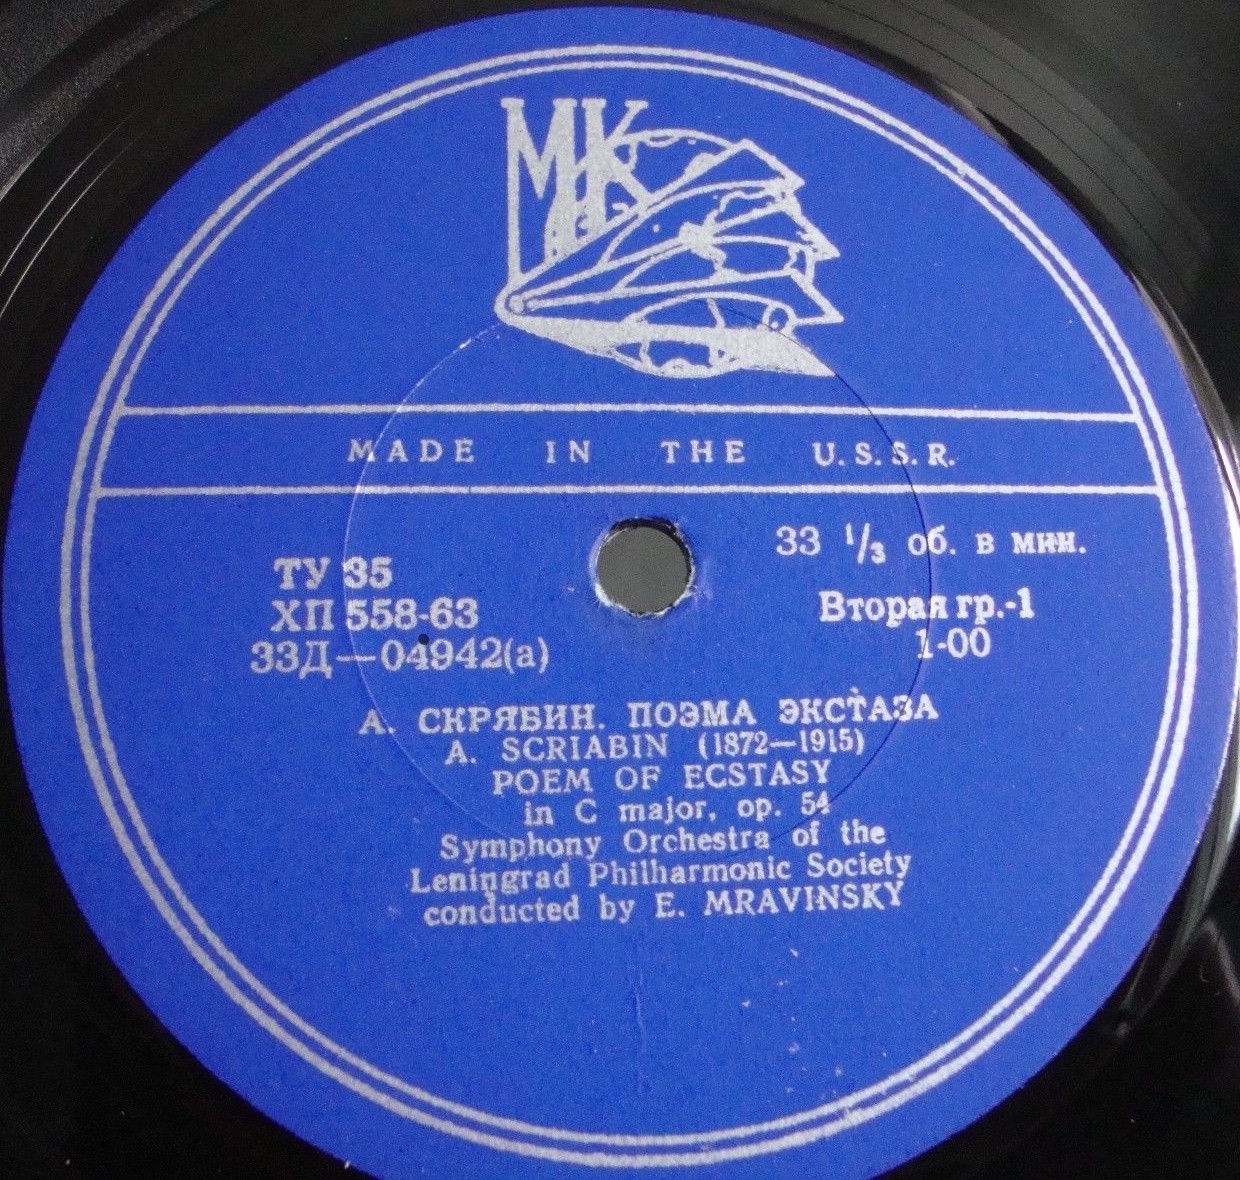 МК
MADE IN THE U.S.S.R.
33 1/3 об. в мин.
ТУ 35
ХП 558-63
33Д—04942(а)
Вторая гр.-1
1-00
А. СКРЯБИН. ПОЭМА ЭКСТАЗА
A. SCRIABIN (1872—1915)
POEM OF ECSTASY
in C major, op. 54
Symphony Orchestra of the
Leningrad Philharmonic Society
conducted by E. MRAVINSKY